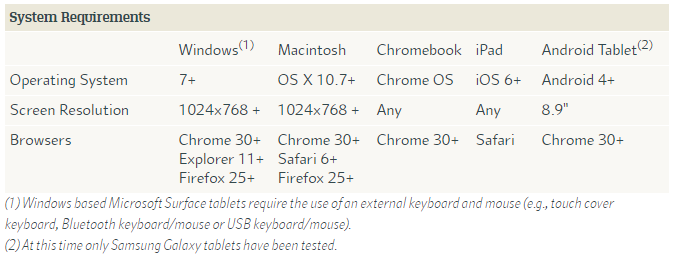 System Requirements
Windows(1) Macintosh Chromebook iPad Android Tablet(2)
Operating System 7+ OS X 10.7+ Chrome OS iOS 6+ Android 4+
Screen Resolution 1024x768 + 1024x768 + Any Any 8.9"
Browsers Chrome 30+ Chrome 30+ Chrome 30+ Safari Chrome 30+
Explorer 11+ Safari 6+
Firefox 25+ Firefox 25+
(1) Windows based Microsoft Surface tablets require the use of an external keyboard and mouse (e.g., touch cover
keyboard, Bluetooth keyboard/mouse or USB keyboard/mouse).
(2) At this time only Samsung Galaxy tablets have been tested.